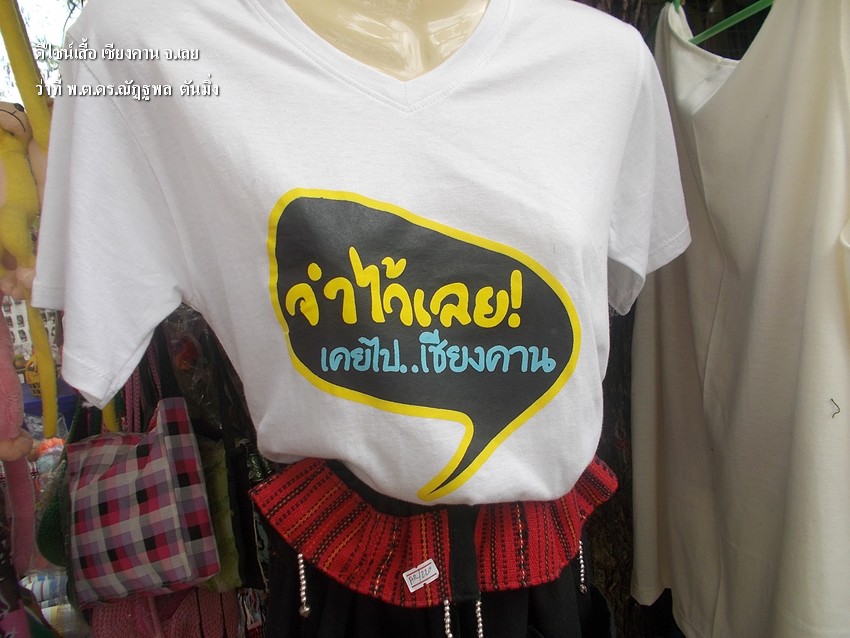 ดีไซน์เสื้อ เชียงคาน จ.เลย
ว่าที่ พ.ต.ดร.ณัฏฐพล ตันมิ่ง
จำไว้เลย!
เคยไป..เชียงคาน